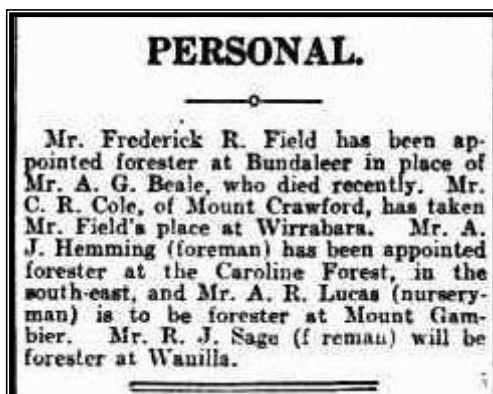 PERSONAL.
Mr. Frederick R. Field has been ap-
pointed forester at Bundaleer in place of
Mr. A. G. Beale, who died recently. Mr.
C. R. Cole, of Mount Crawford, has taken
Mr. Field's place at Wirrabara. Mr. A.
J. Hemming (foreman) has been appointed
forester at the Caroline Forest, in the
south-east, and Mr. A. R. Lucas (nursery-
man) is to be forester at Mount Gam-
bier. Mr. R. J. Sage (f reman) will be
forester at Wanilla.